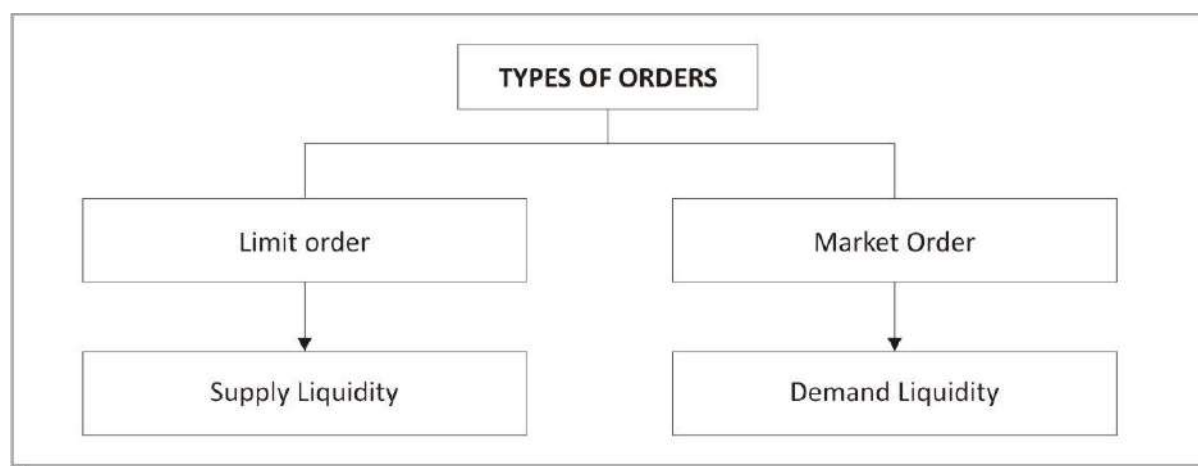 TYPES OF ORDERS
Limit order
Market Order
Supply Liquidity
Demand Liquidity